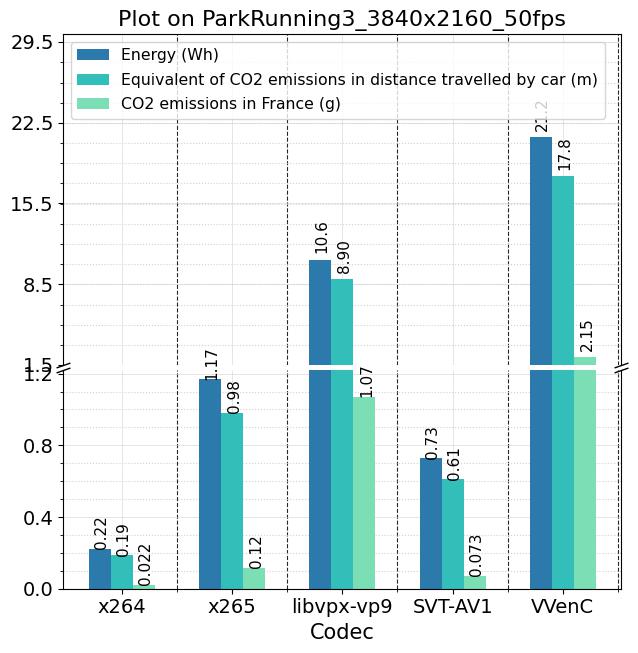 Plot on ParkRunning3_3840x2160_50fps
Energy (Wh)
Equivalent of CO2 emissions in distance travelled by car (m)
CO2 emissions in France (g)
29.5
22.5
15.5
8.5
1.5
1.2
0.8
0.4
0.0
0.22
0.19
0.022
1.17
0.98
0.12
10.6
8.90
1.07
0.73
0.61
0.073
21.2
17.8
2.15
x264
x265
libvpx-vp9
SVT-AV1
VVenC
Codec